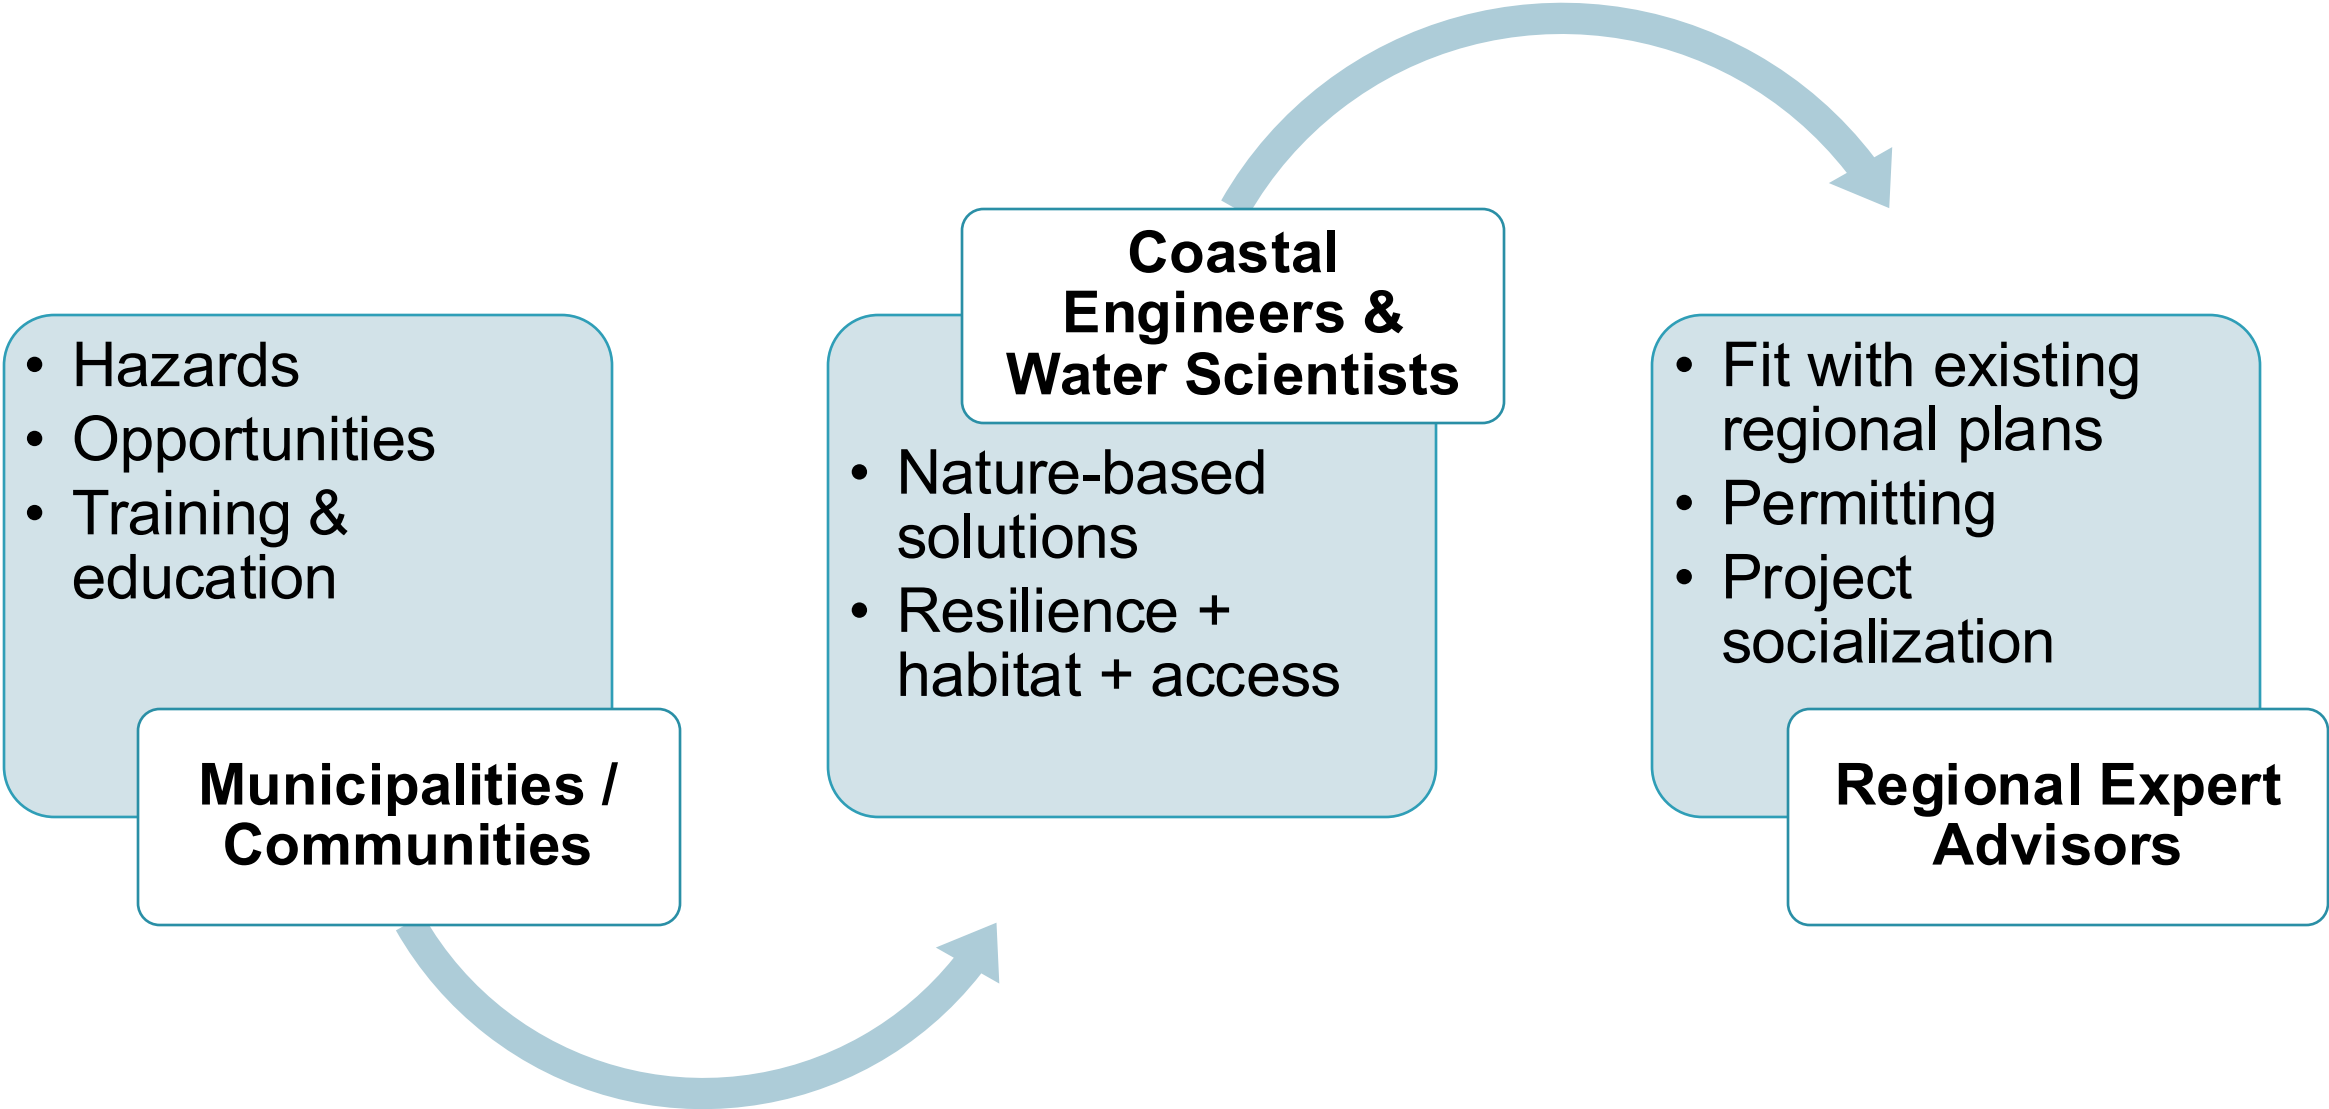 • Hazards
• Opportunities
• Training &
education
Municipalities /
Communities
Coastal
Engineers &
Water Scientists
• Nature-based
solutions
• Resilience +
habitat + access
• Fit with existing
regional plans
• Permitting
• Project
socialization
Regional Expert
Advisors